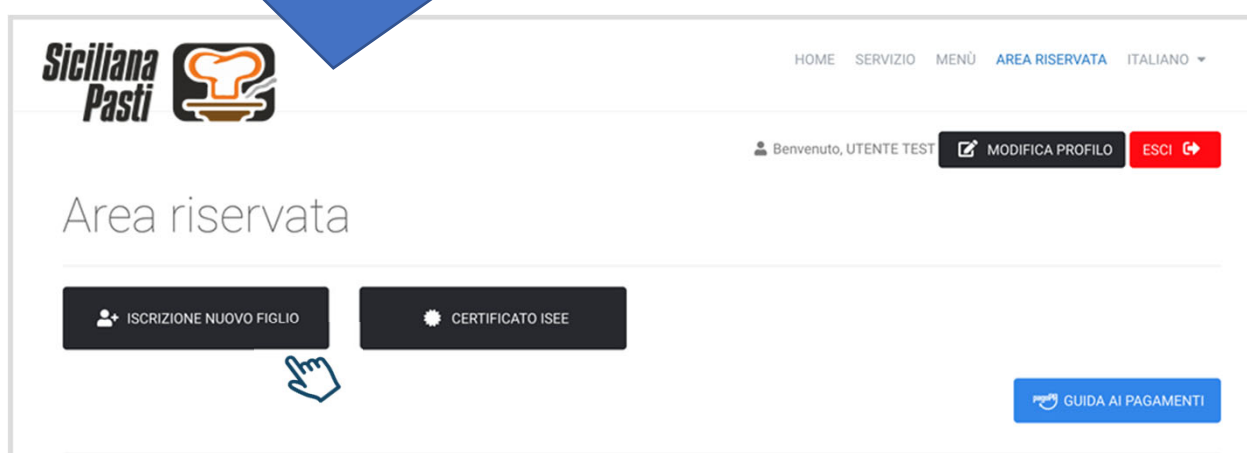 Siciliana
Pasti
HOME SERVIZIO MENÙ AREA RISERVATA ITALIANO
Benvenuto, UTENTE TEST MODIFICA PROFILO ESCI
Area riservata
ISCRIZIONE NUOVO FIGLIO CERTIFICATO ISEE
pagoPA GUIDA AI PAGAMENTI